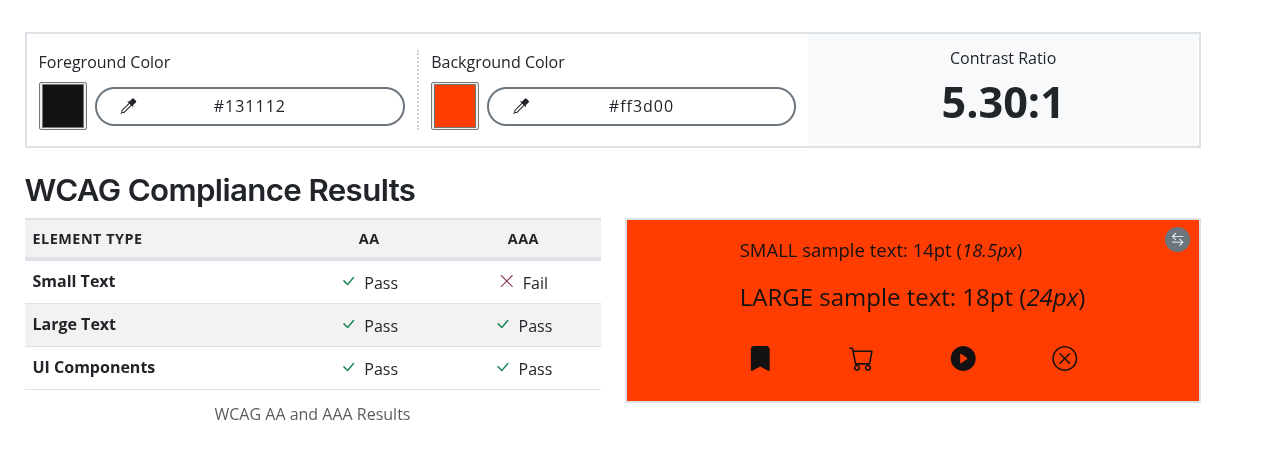 Foreground Color
#131112
Background Color
#ff3d00
Contrast Ratio
5.30:1
WCAG Compliance Results
ELEMENT TYPE AA AAA
Small Text Pass Fail
Large Text Pass Pass
UI Components Pass Pass
WCAG AA and AAA Results
SMALL sample text: 14pt (18.5px)
LARGE sample text: 18pt (24px)